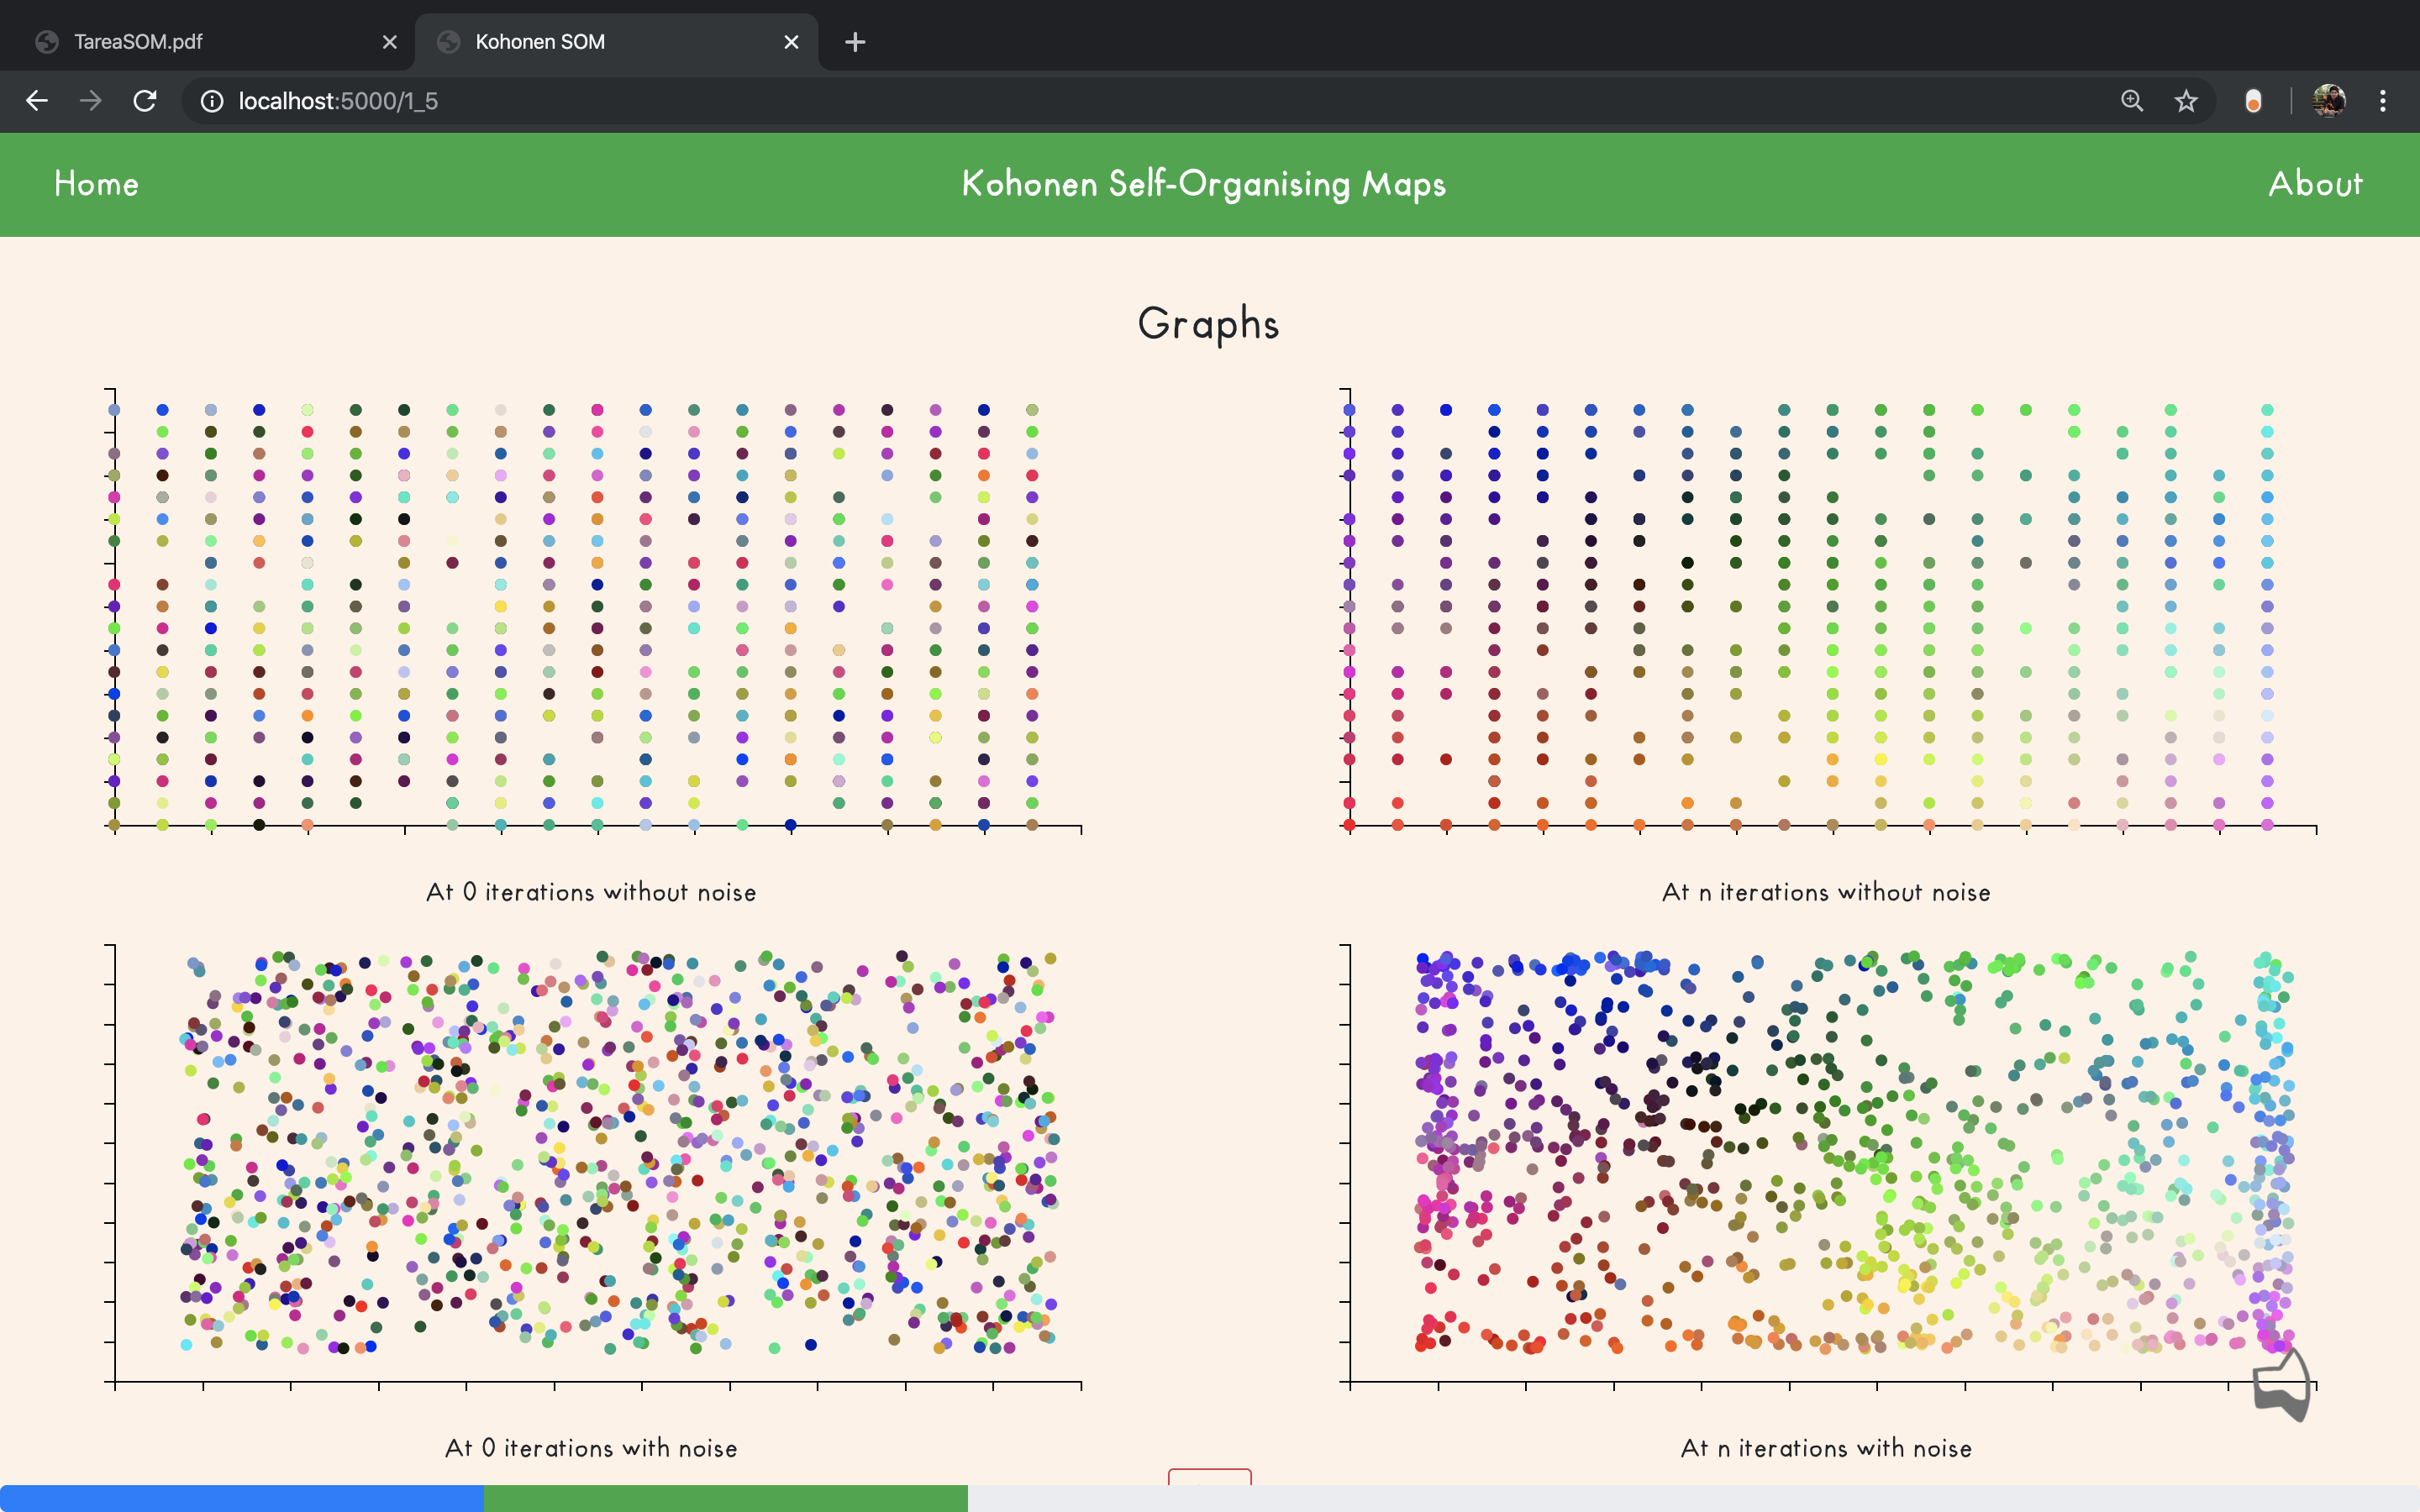 TareaSOM.pdf
Kohonen SOM
localhost:5000/1_5
Home
Kohonen Self-Organising Maps
About
Graphs
At 0 iterations without noise
At n iterations without noise
At 0 iterations with noise
At n iterations with noise